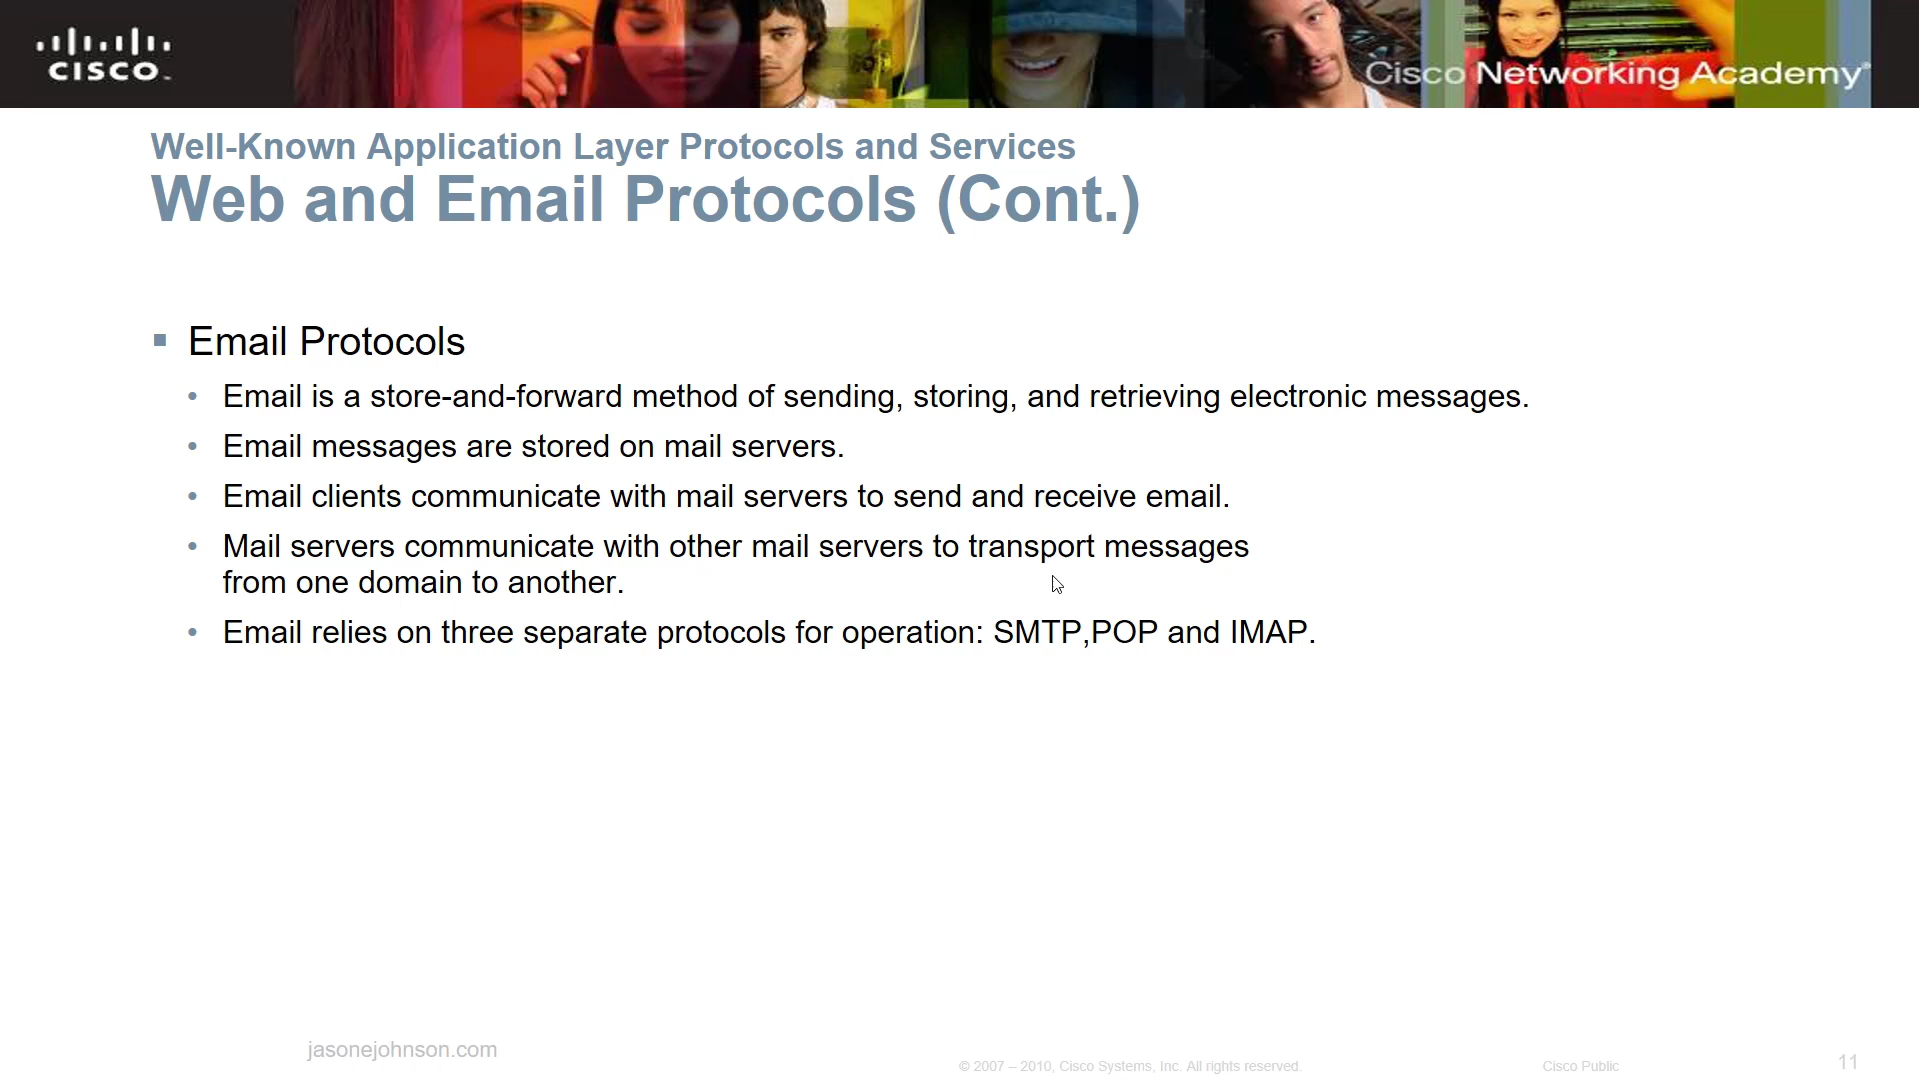 CISCO
Cisco Networking Academy®
Well-Known Application Layer Protocols and Services
Web and Email Protocols (Cont.)
▪ Email Protocols
• Email is a store-and-forward method of sending, storing, and retrieving electronic messages.
• Email messages are stored on mail servers.
• Email clients communicate with mail servers to send and receive email.
• Mail servers communicate with other mail servers to transport messages
from one domain to another.
• Email relies on three separate protocols for operation: SMTP,POP and IMAP.
jasonejohnson.com
© 2007 – 2010, Cisco Systems, Inc. All rights reserved.
Cisco Public
11